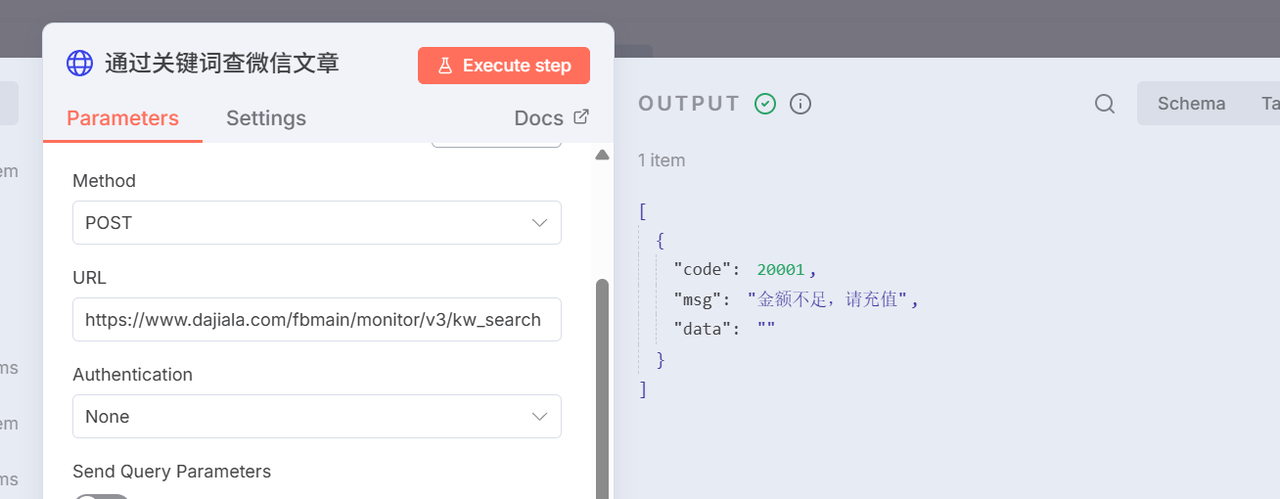 通过关键词查微信文章
Execute step
Parameters
Settings
Docs
Method
POST
URL
https://www.dajiala.com/fbmain/monitor/v3/kw_search
Authentication
None
Send Query Parameters
em
ms
em
ms
OUTPUT
Schema
Ta
1 item
[
{
"code": 20001,
"msg": "金额不足，请充值",
"data": ""
}
]